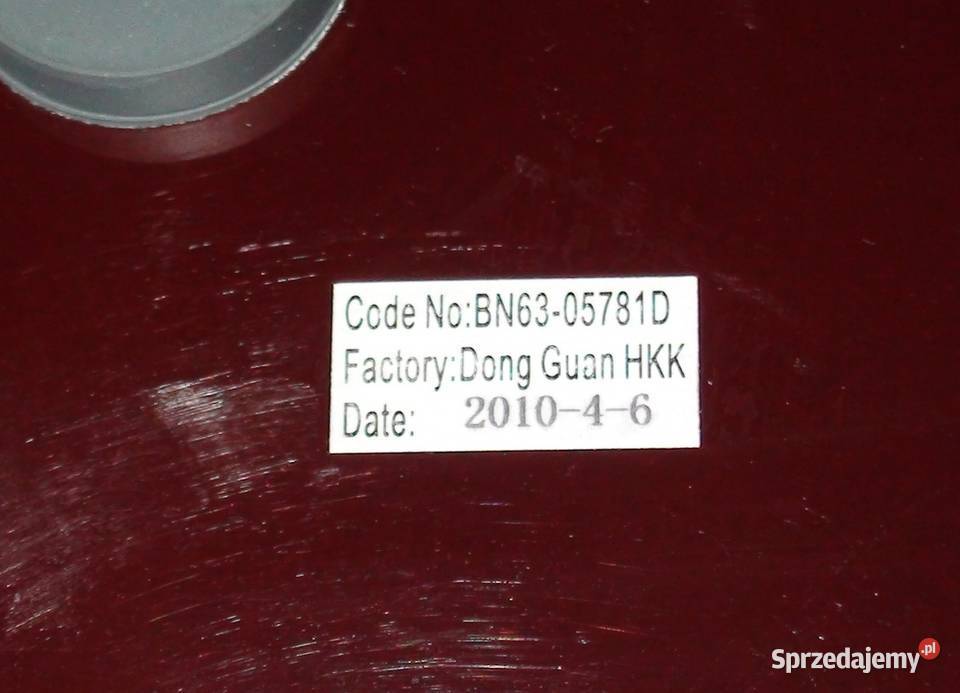 Code No:BN63-05781D
Factory:Dong Guan HKK
Date: 2010-4-6
Sprzedajemy.pl